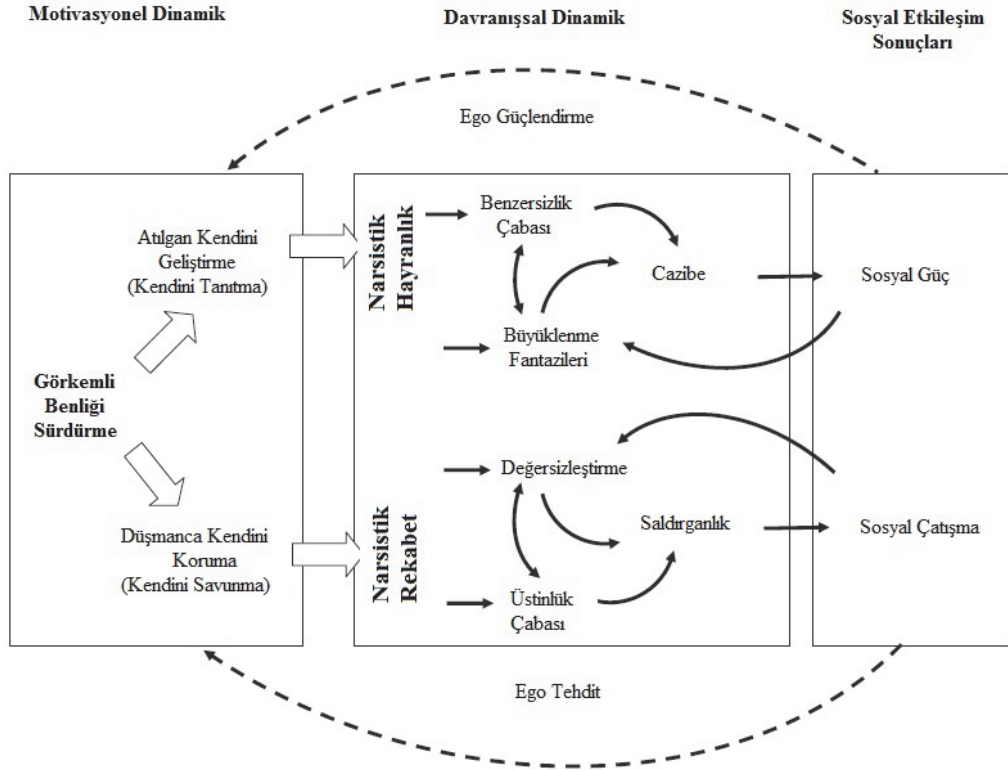 Motivasyonel Dinamik
Davranışsal Dinamik
Sosyal Etkileşim
Sonuçları
Ego Güçlendirme
Atılgan Kendini
Geliştirme
(Kendini Tanıtma)
Görkemli
Benliği
Sürdürme
Düşmanca Kendini
Koruma
(Kendini Savunma)
Narsistik
Hayranlık
Benzersizlik
Çabası
Cazibe
Büyüklenme
Fantazileri
Sosyal Güç
Narsistik
Rekabet
Değersizleştirme
Saldırganlık
Üstinlük
Çabası
Sosyal Çatışma
Ego Tehdit